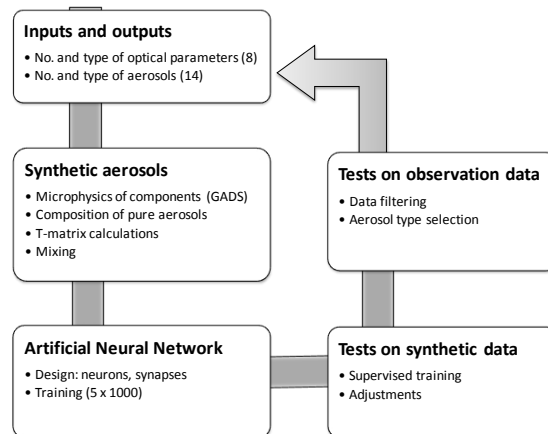 Inputs and outputs
• No. and type of optical parameters (8)
• No. and type of aerosols (14)
Synthetic aerosols
• Microphysics of components (GADS)
• Composition of pure aerosols
• T-matrix calculations
• Mixing
Artificial Neural Network
• Design: neurons, synapses
• Training (5 x 1000)
Tests on synthetic data
• Supervised training
• Adjustments
Tests on observation data
• Data filtering
• Aerosol type selection